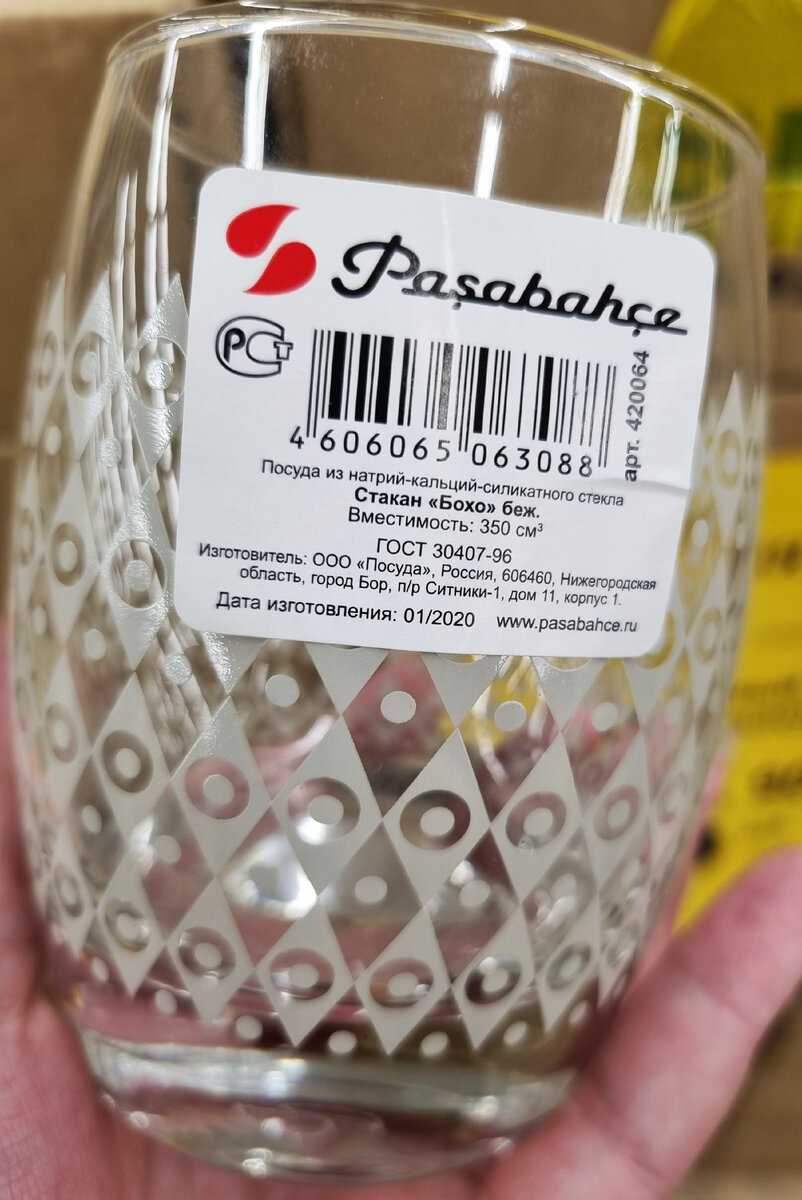 Paşabahçe
РСТ
арт. 420064
4 606065 063088
Посуда из натрий-кальций-силикатного стекла
Стакан «Бохо» беж.
Вместимость: 350 см³
ГОСТ 30407-96
Изготовитель: ООО «Посуда», Россия, 606460, Нижегородская
область, город Бор, п/р Ситники-1, дом 11, корпус 1.
Дата изготовления: 01/2020 www.pasabahce.ru